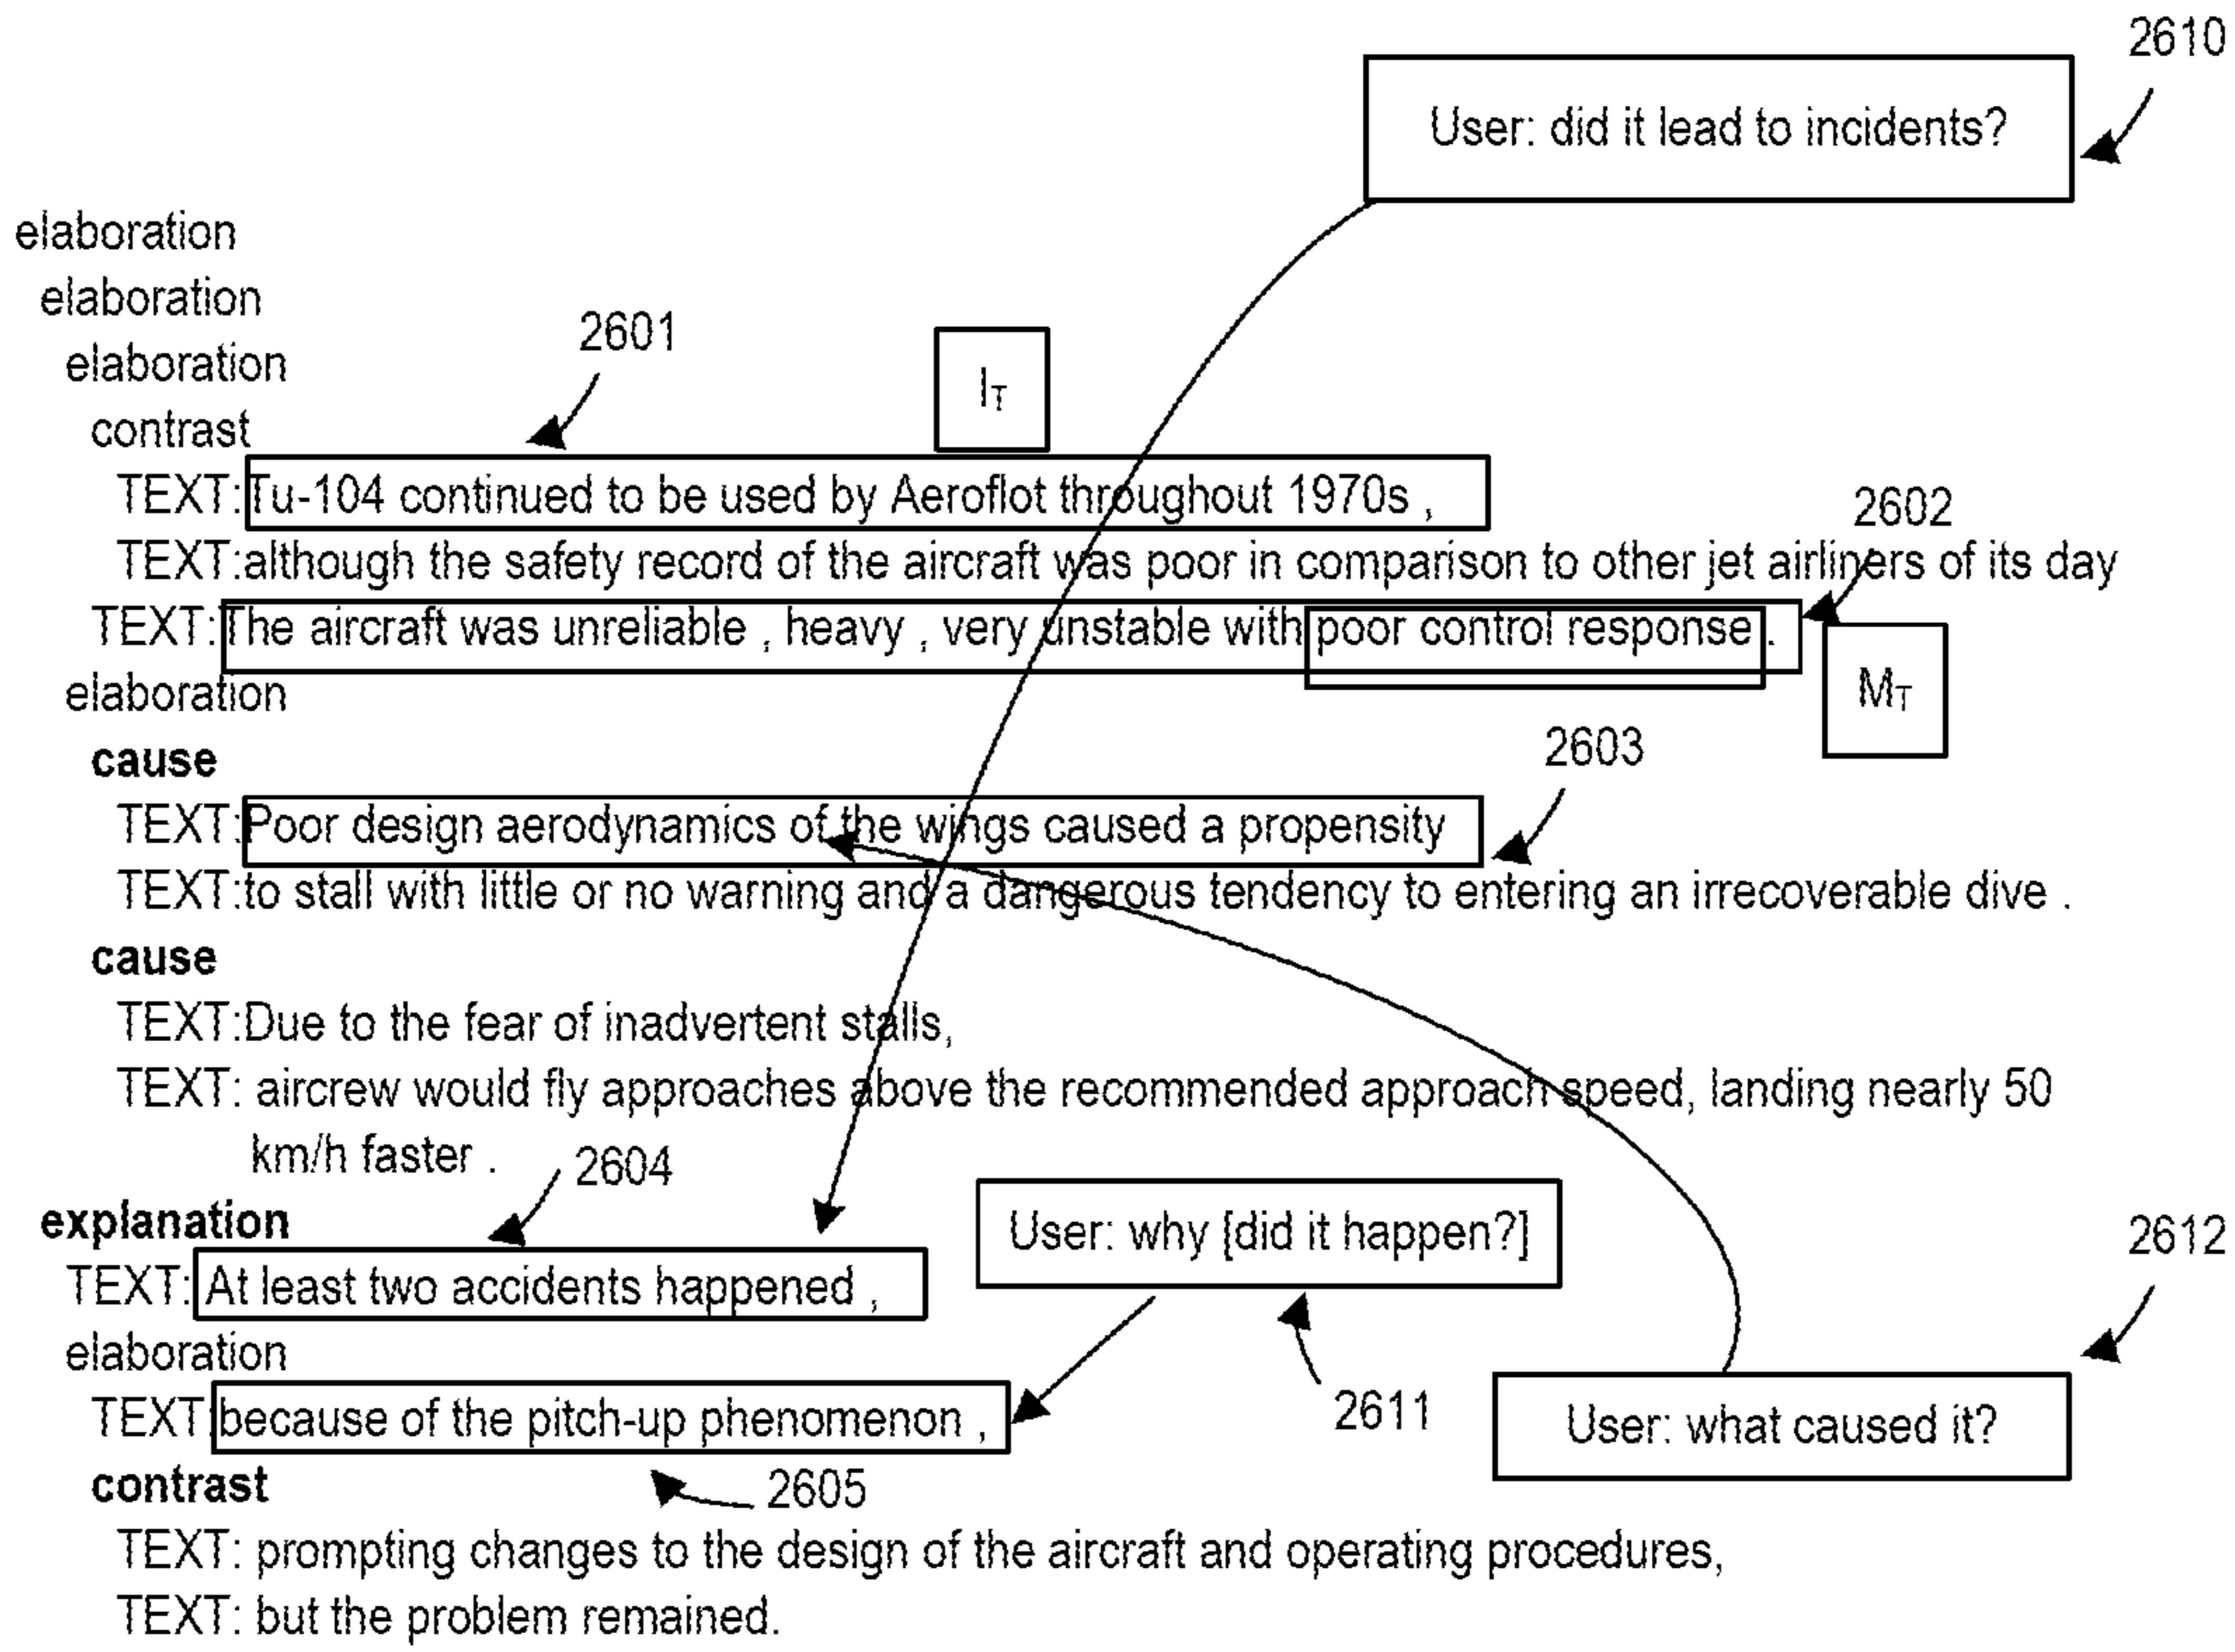 2610
User: did it lead to incidents?
elaboration
elaboration
2601
elaboration
IT
contrast
TEXT:Tu-104 continued to be used by Aeroflot throughout 1970s ,
2602
TEXT:although the safety record of the aircraft was poor in comparison to other jet airliners of its day
TEXT:The aircraft was unreliable , heavy , very unstable with poor control response .
elaboration
MT
cause
2603
TEXT:Poor design aerodynamics of the wings caused a propensity
TEXT:to stall with little or no warning and a dangerous tendency to entering an irrecoverable dive .
cause
TEXT:Due to the fear of inadvertent stalls,
TEXT: aircrew would fly approaches above the recommended approach speed, landing nearly 50
km/h faster .
2604
explanation
User: why [did it happen?]
2612
TEXT: At least two accidents happened ,
elaboration
2611
TEXT:because of the pitch-up phenomenon ,
User: what caused it?
contrast
2605
TEXT: prompting changes to the design of the aircraft and operating procedures,
TEXT: but the problem remained.